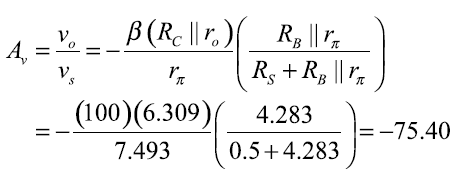 A_v = v_o / v_s = − β(R_C ∥ r_o) / r_π ( R_B ∥ r_π / R_S + R_B ∥ r_π )
= − (100)(6.309) / 7.493 ( 4.283 / 0.5 + 4.283 ) = −75.40